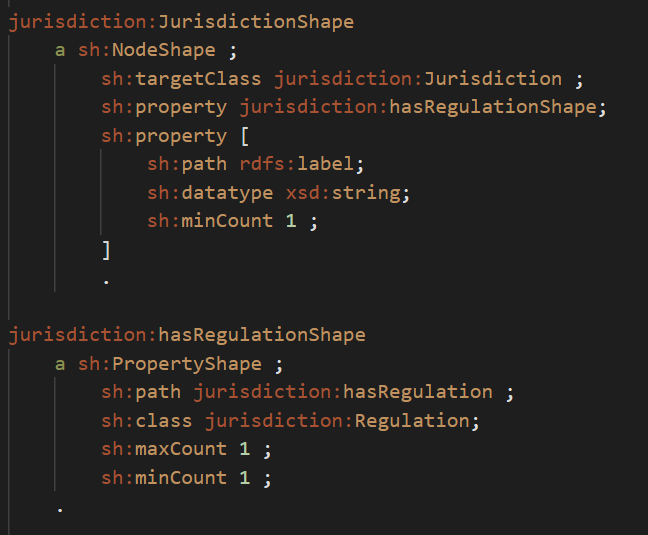 jurisdiction:JurisdictionShape
a sh:NodeShape ;
sh:targetClass jurisdiction:Jurisdiction ;
sh:property jurisdiction:hasRegulationShape;
sh:property [
sh:path rdfs:label;
sh:datatype xsd:string;
sh:minCount 1 ;
]
.
jurisdiction:hasRegulationShape
a sh:PropertyShape ;
sh:path jurisdiction:hasRegulation ;
sh:class jurisdiction:Regulation;
sh:maxCount 1 ;
sh:minCount 1 ;
.